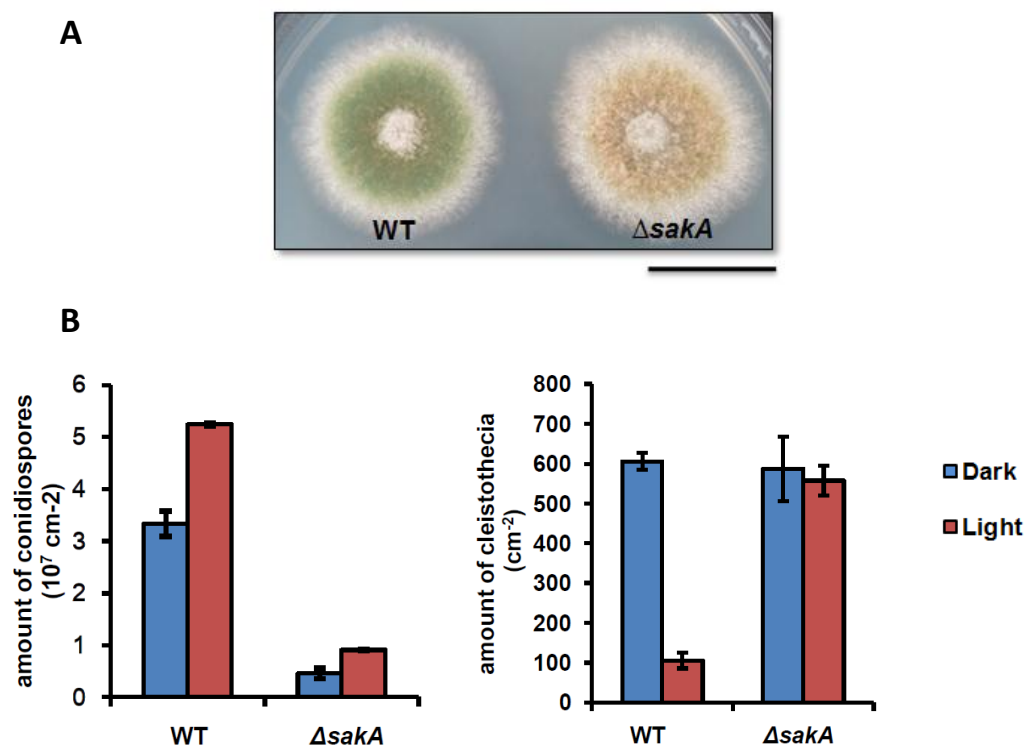 A
WT
ΔsakA
B
amount of conidiospores
(10⁷ cm-2)
6
5
4
3
2
1
0
WT
ΔsakA
amount of cleistothecia
(cm⁻²)
800
700
600
500
400
300
200
100
0
WT
ΔsakA
Dark
Light